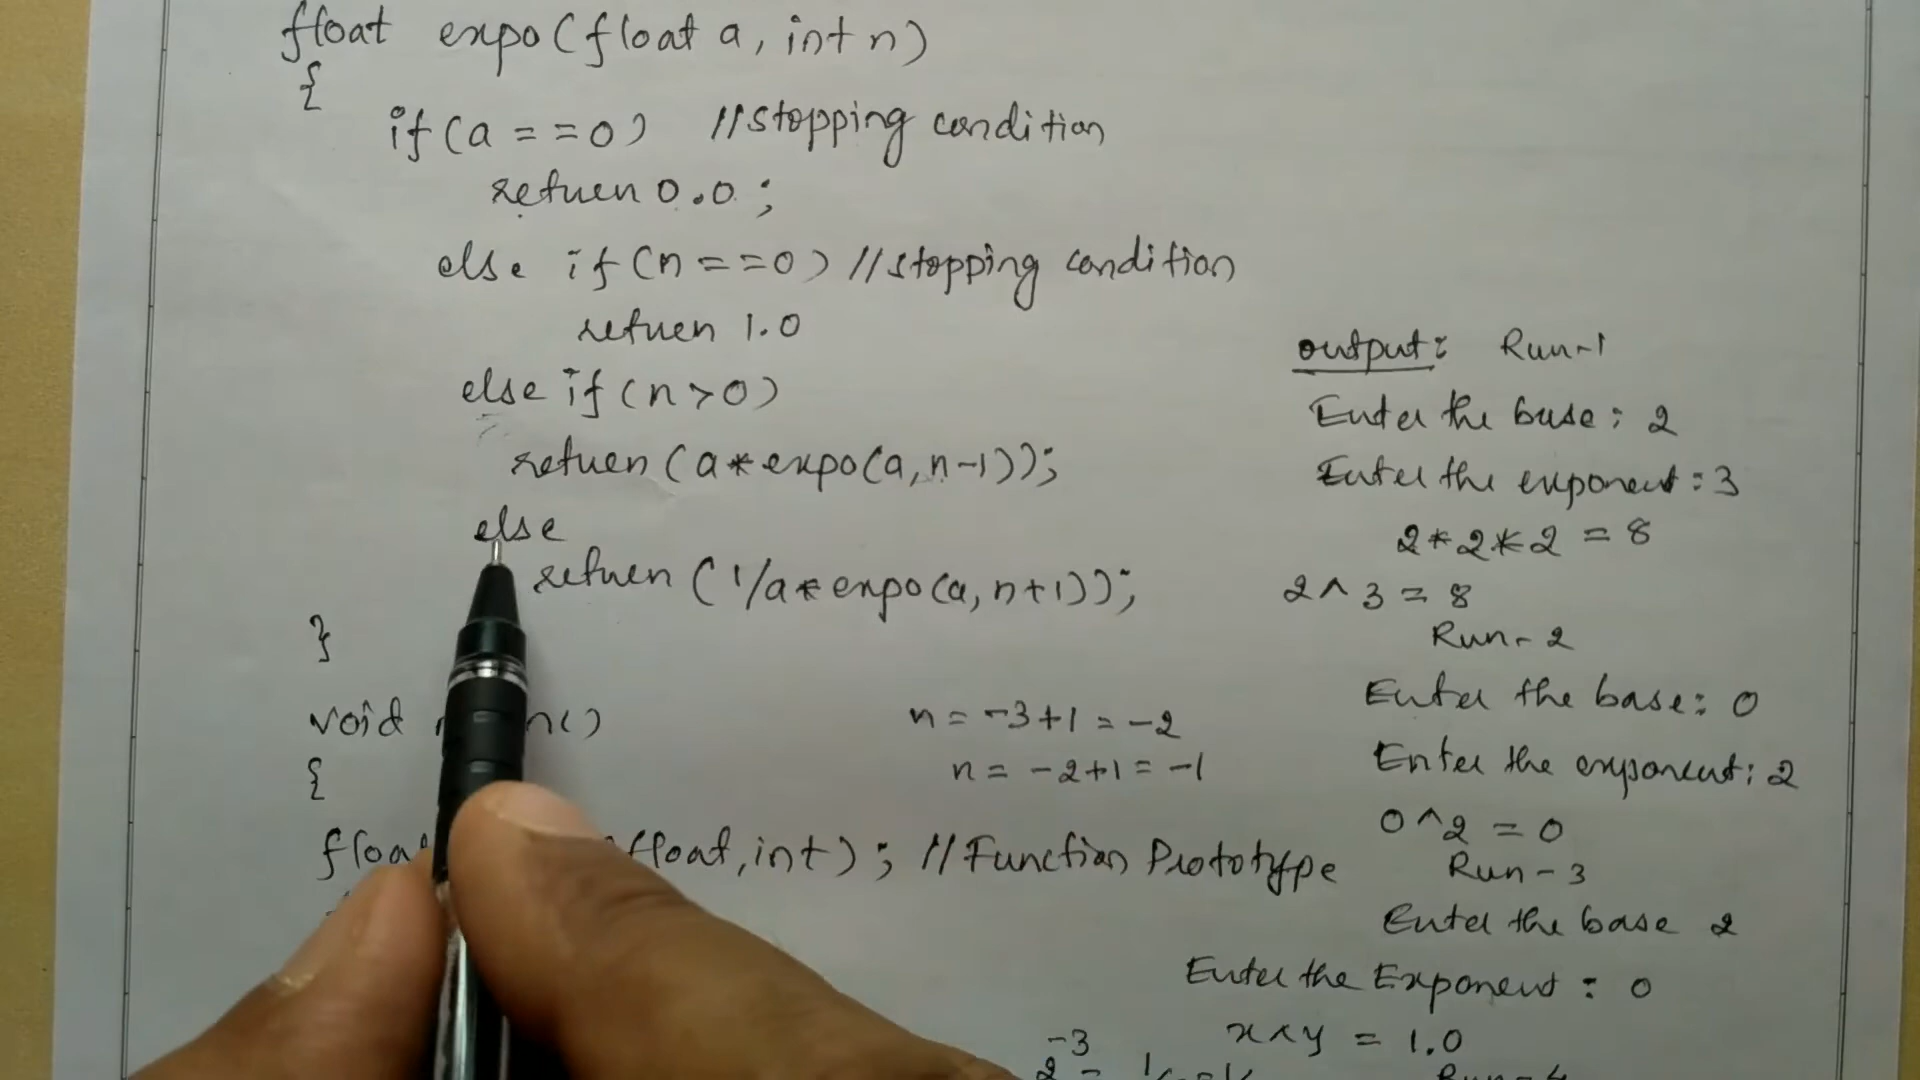 float expo(float a, int n)
{
if(a==0) //stopping condition
return 0.0;
else if(n==0) //stopping condition
return 1.0
else if(n>0)
return(a*expo(a,n-1));
else
return(1/a*expo(a,n+1));
}
void n()
{
float float,int); //Function Prototype
n=-3+1=-2
n=-2+1=-1
output: Run-1
Enter the base: 2
Enter the exponent: 3
2*2*2=8
2^3=8
Run-2
Enter the base: 0
Enter the exponent: 2
0^2=0
Run-3
Enter the base 2
Enter the Exponent: 0
x^y=1.0
2^-3